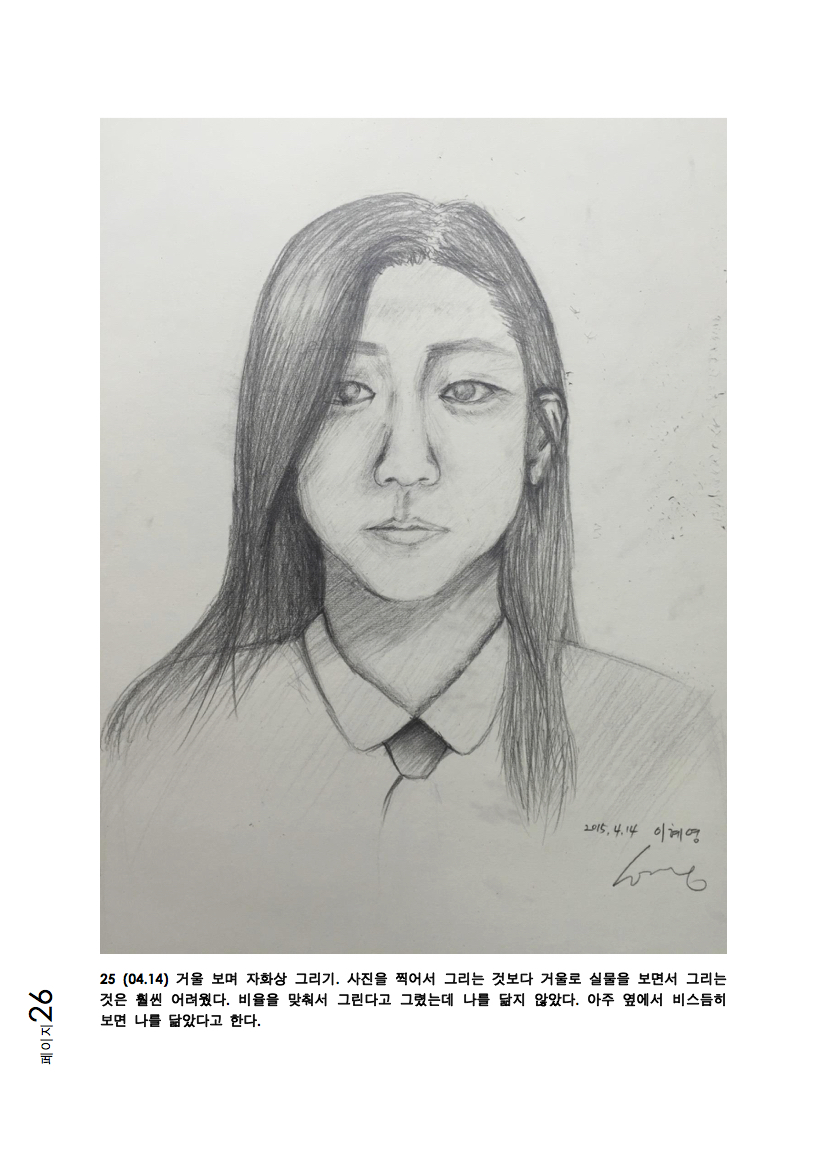 2015. 4. 14 이혜영
25 (04.14) 거울 보며 자화상 그리기. 사진을 찍어서 그리는 것보다 거울로 실물을 보면서 그리는
것은 훨씬 어려웠다. 비율을 맞춰서 그린다고 그렸는데 나를 닮지 않았다. 아주 옆에서 비스듬히
보면 나를 닮았다고 한다.
페이지26